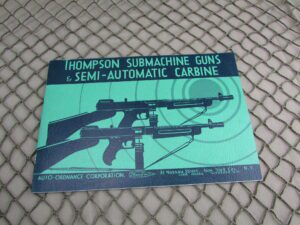 THOMPSON SUBMACHINE GUNS
& SEMI-AUTOMATIC CARBINE
AUTO-ORDNANCE CORPORATION, N.Y.